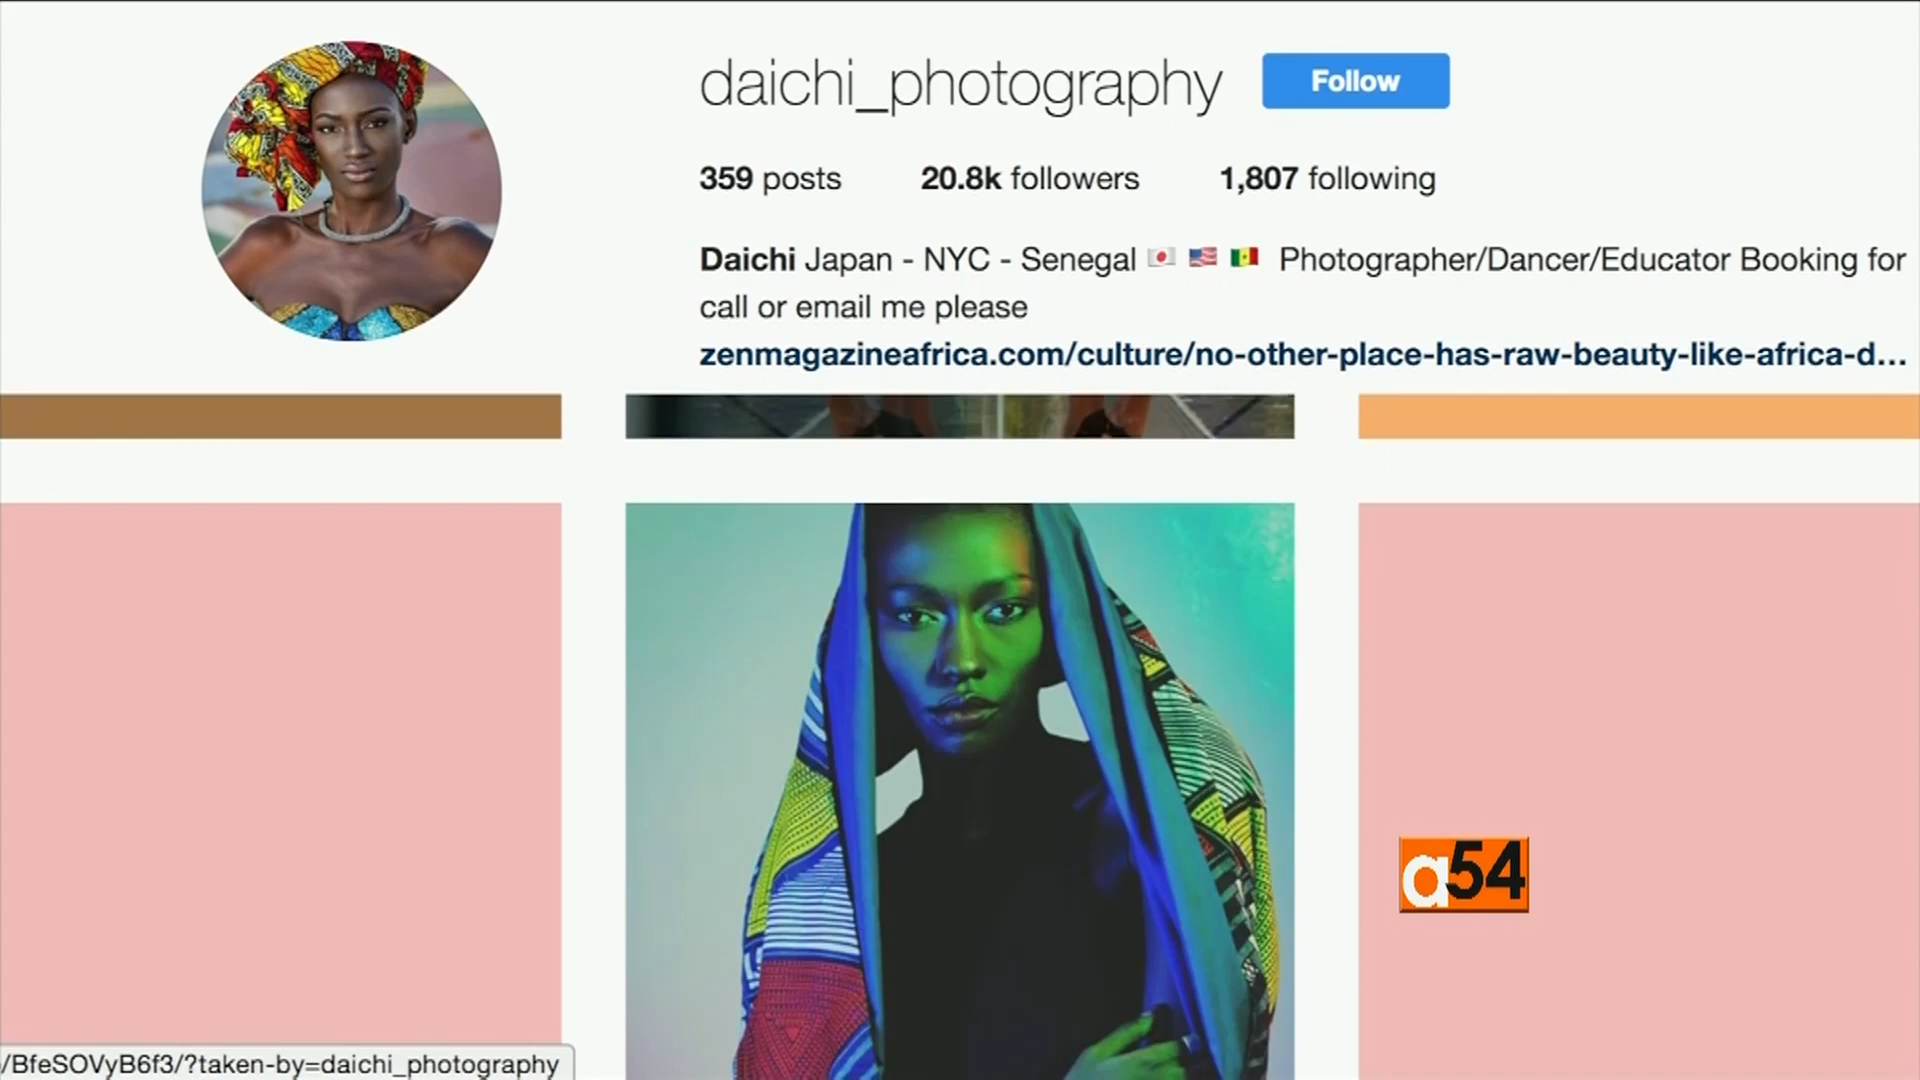 daichi_photography Follow
359 posts 20.8k followers 1,807 following
Daichi Japan - NYC - Senegal 🇯🇵 🇺🇸 🇸🇳 Photographer/Dancer/Educator Booking for
call or email me please
zenmagazineafrica.com/culture/no-other-place-has-raw-beauty-like-africa-d...
a54
/BfeSOVyB6f3/?taken-by=daichi_photography